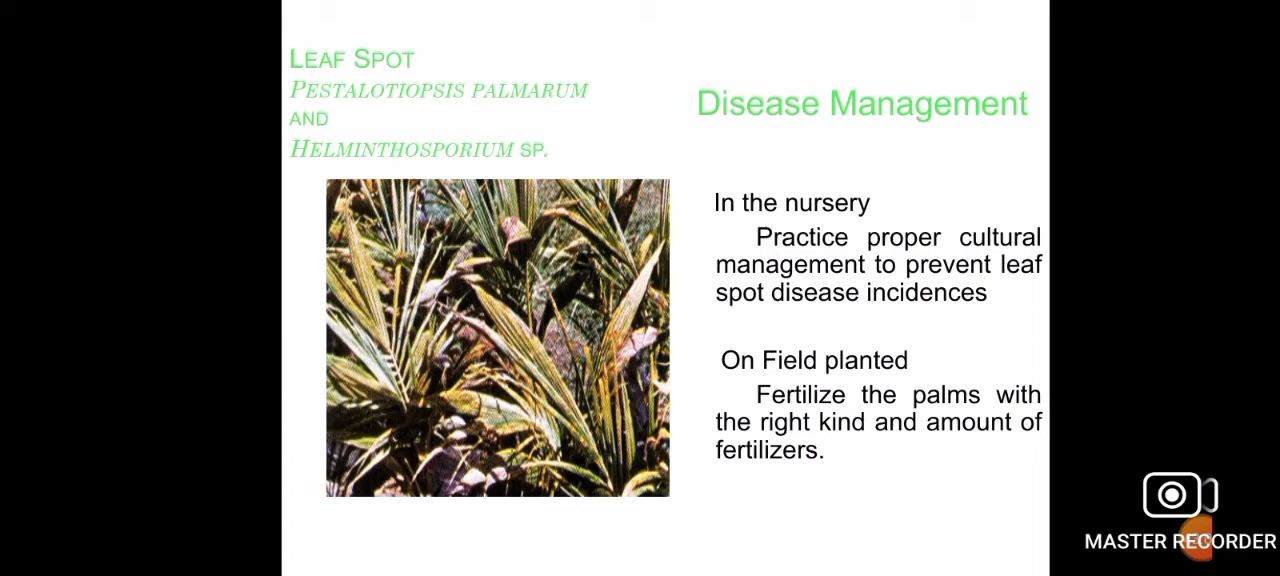 LEAF SPOT
PESTALOTIOPSIS PALMARUM
AND
HELMINTHOSPORIUM SP.
Disease Management
In the nursery
Practice proper cultural
management to prevent leaf
spot disease incidences
On Field planted
Fertilize the palms with
the right kind and amount of
fertilizers.
MASTER RECORDER